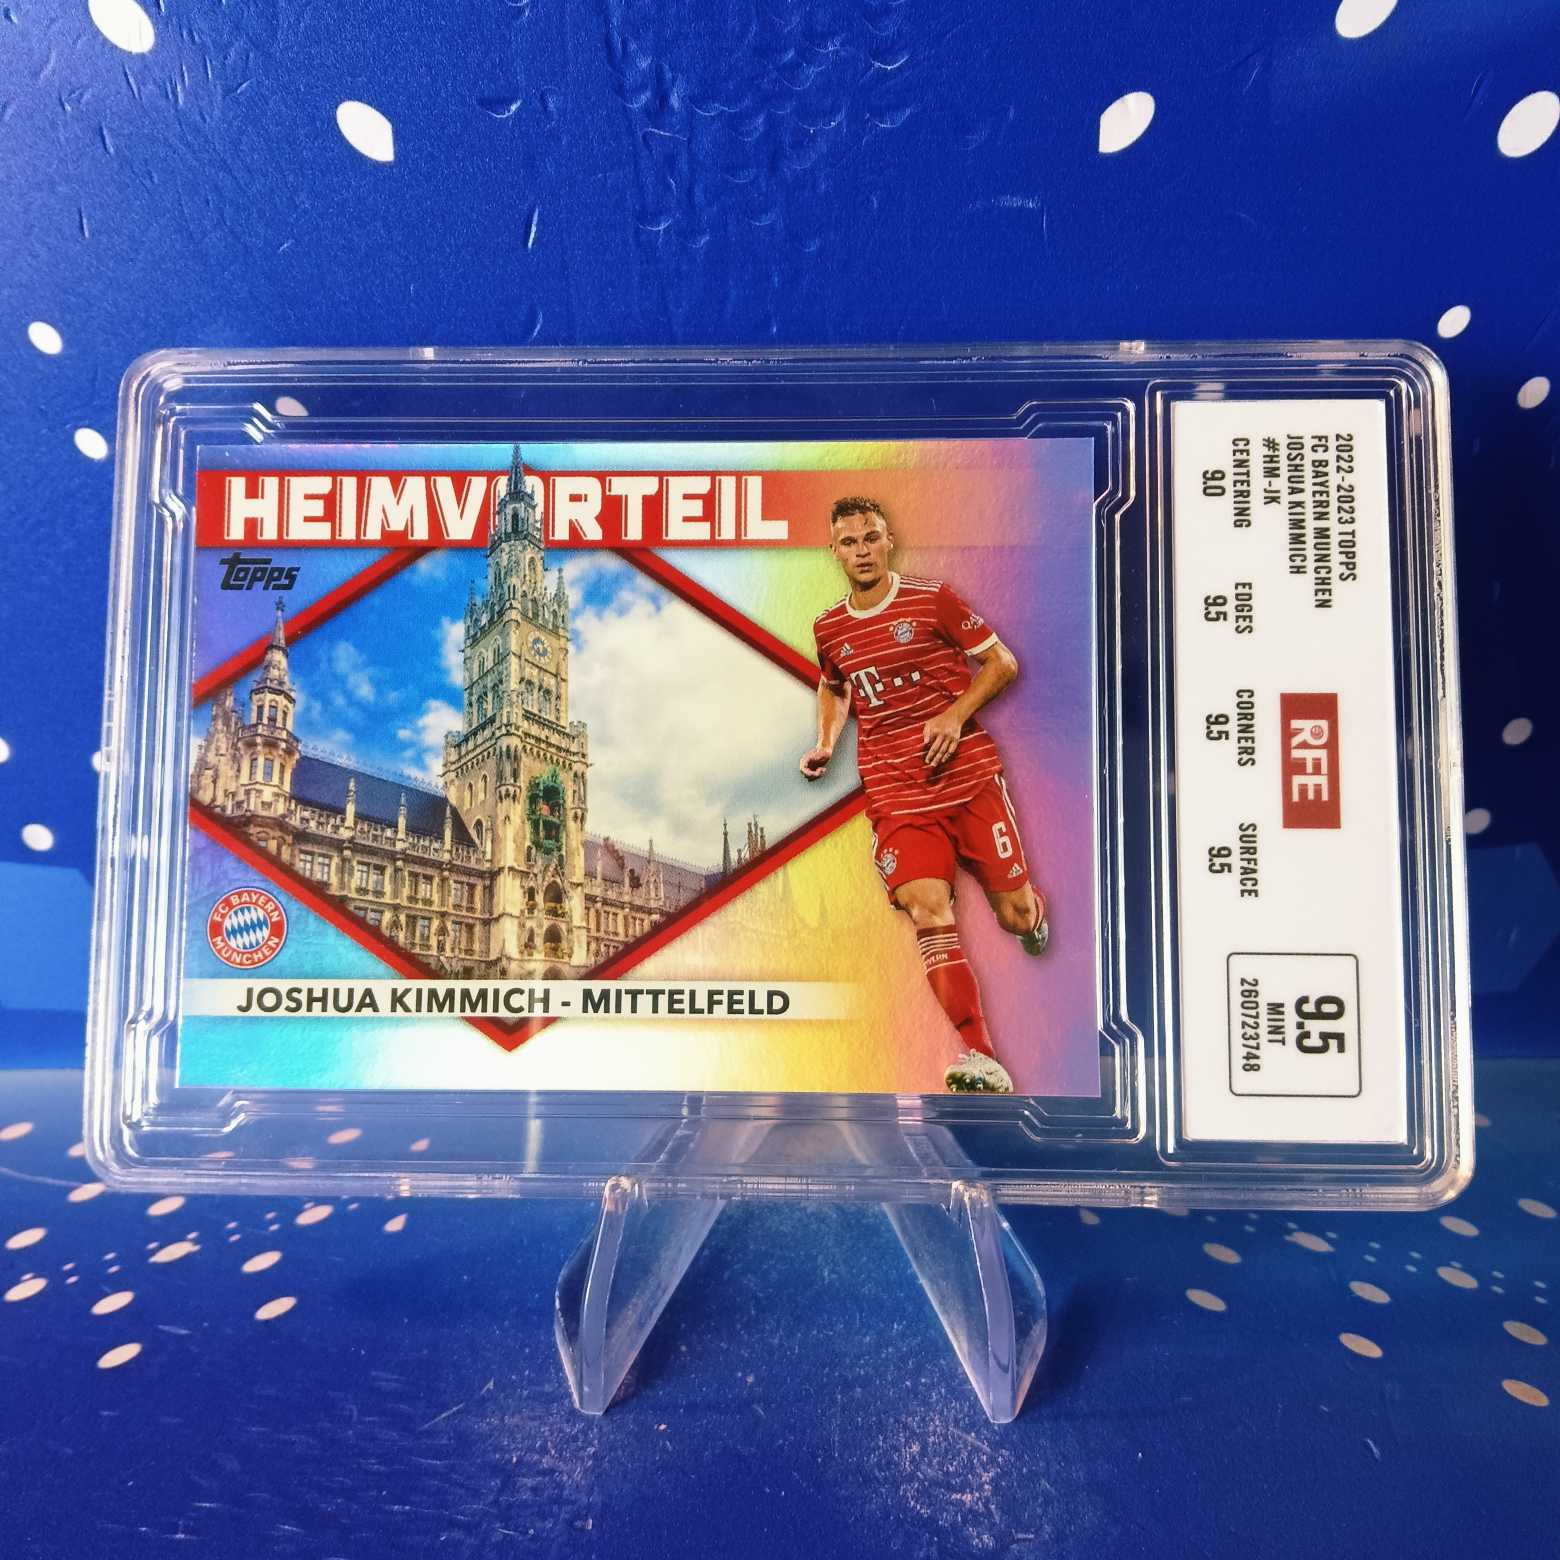 HEIMVORTEIL
topps
FC BAYERN
MÜNCHEN
JOSHUA KIMMICH - MITTELFELD
T
6
2022-2023 TOPPS
FC BAYERN MUNCHEN
JOSHUA KIMMICH
#HM-JK
CENTERING EDGES CORNERS SURFACE
9.0 9.5 9.5 9.5
RFE
9.5
MINT
260723748